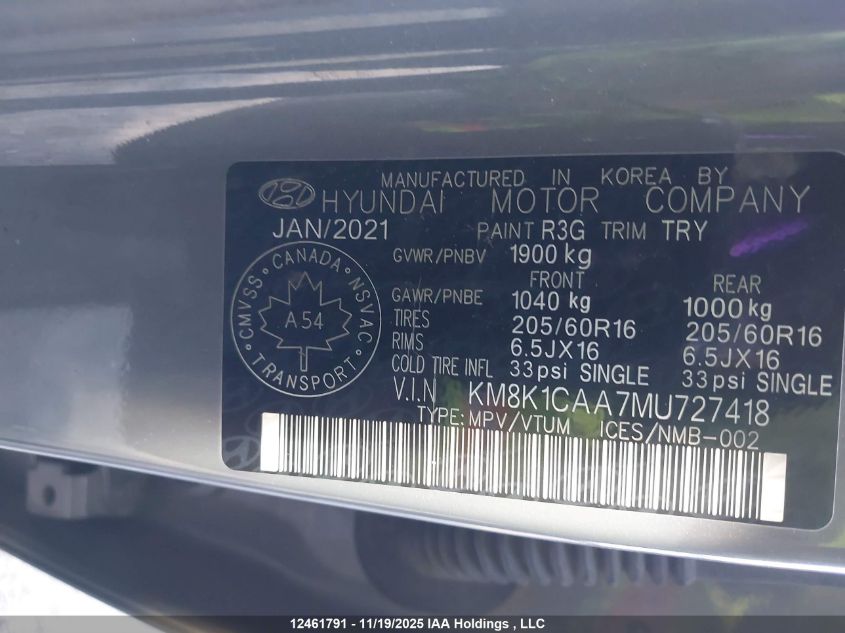 MANUFACTURED IN KOREA BY
HYUNDAI MOTOR COMPANY
JAN/2021 PAINT R3G TRIM TRY
GVWR/PNBV 1900 kg
FRONT REAR
GAWR/PNBE 1040 kg 1000 kg
TIRES 205/60R16 205/60R16
RIMS 6.5JX16 6.5JX16
COLD TIRE INFL 33psi SINGLE 33psi SINGLE
CANADA
CMVSS NSVAC
A54
TRANSPORT
V.I.N KM8K1CAA7MU727418
TYPE: MPV/VTUM ICES/NMB-002
12461791 - 11/19/2025 IAA Holdings , LLC